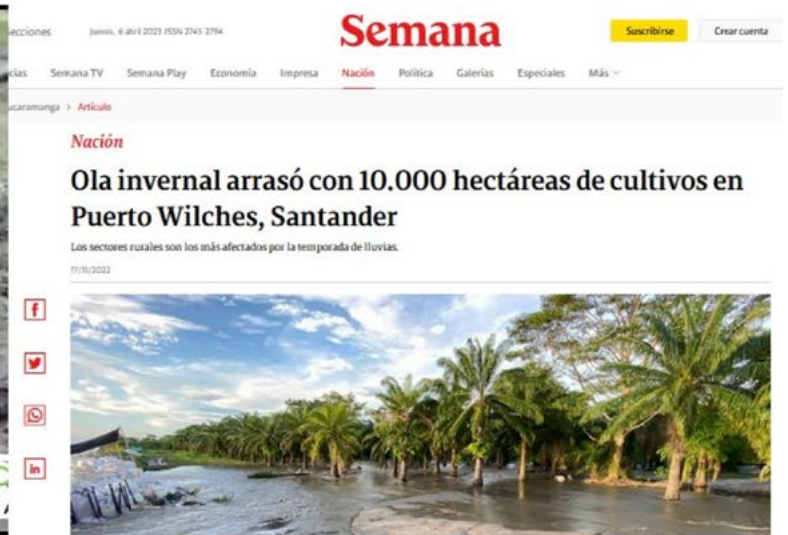 ecciones
Jueves, 6 abril 2023 ISSN 2745 2794
Semana
Suscribirse
Crear cuenta
cias Semana TV Semana Play Economía Impresa Nación Política Galerías Especiales Más
ucaramanga > Artículo
Nación
Ola invernal arrasó con 10.000 hectáreas de cultivos en
Puerto Wilches, Santander
Los sectores rurales son los más afectados por la temporada de lluvias.
17/11/2022
f
in